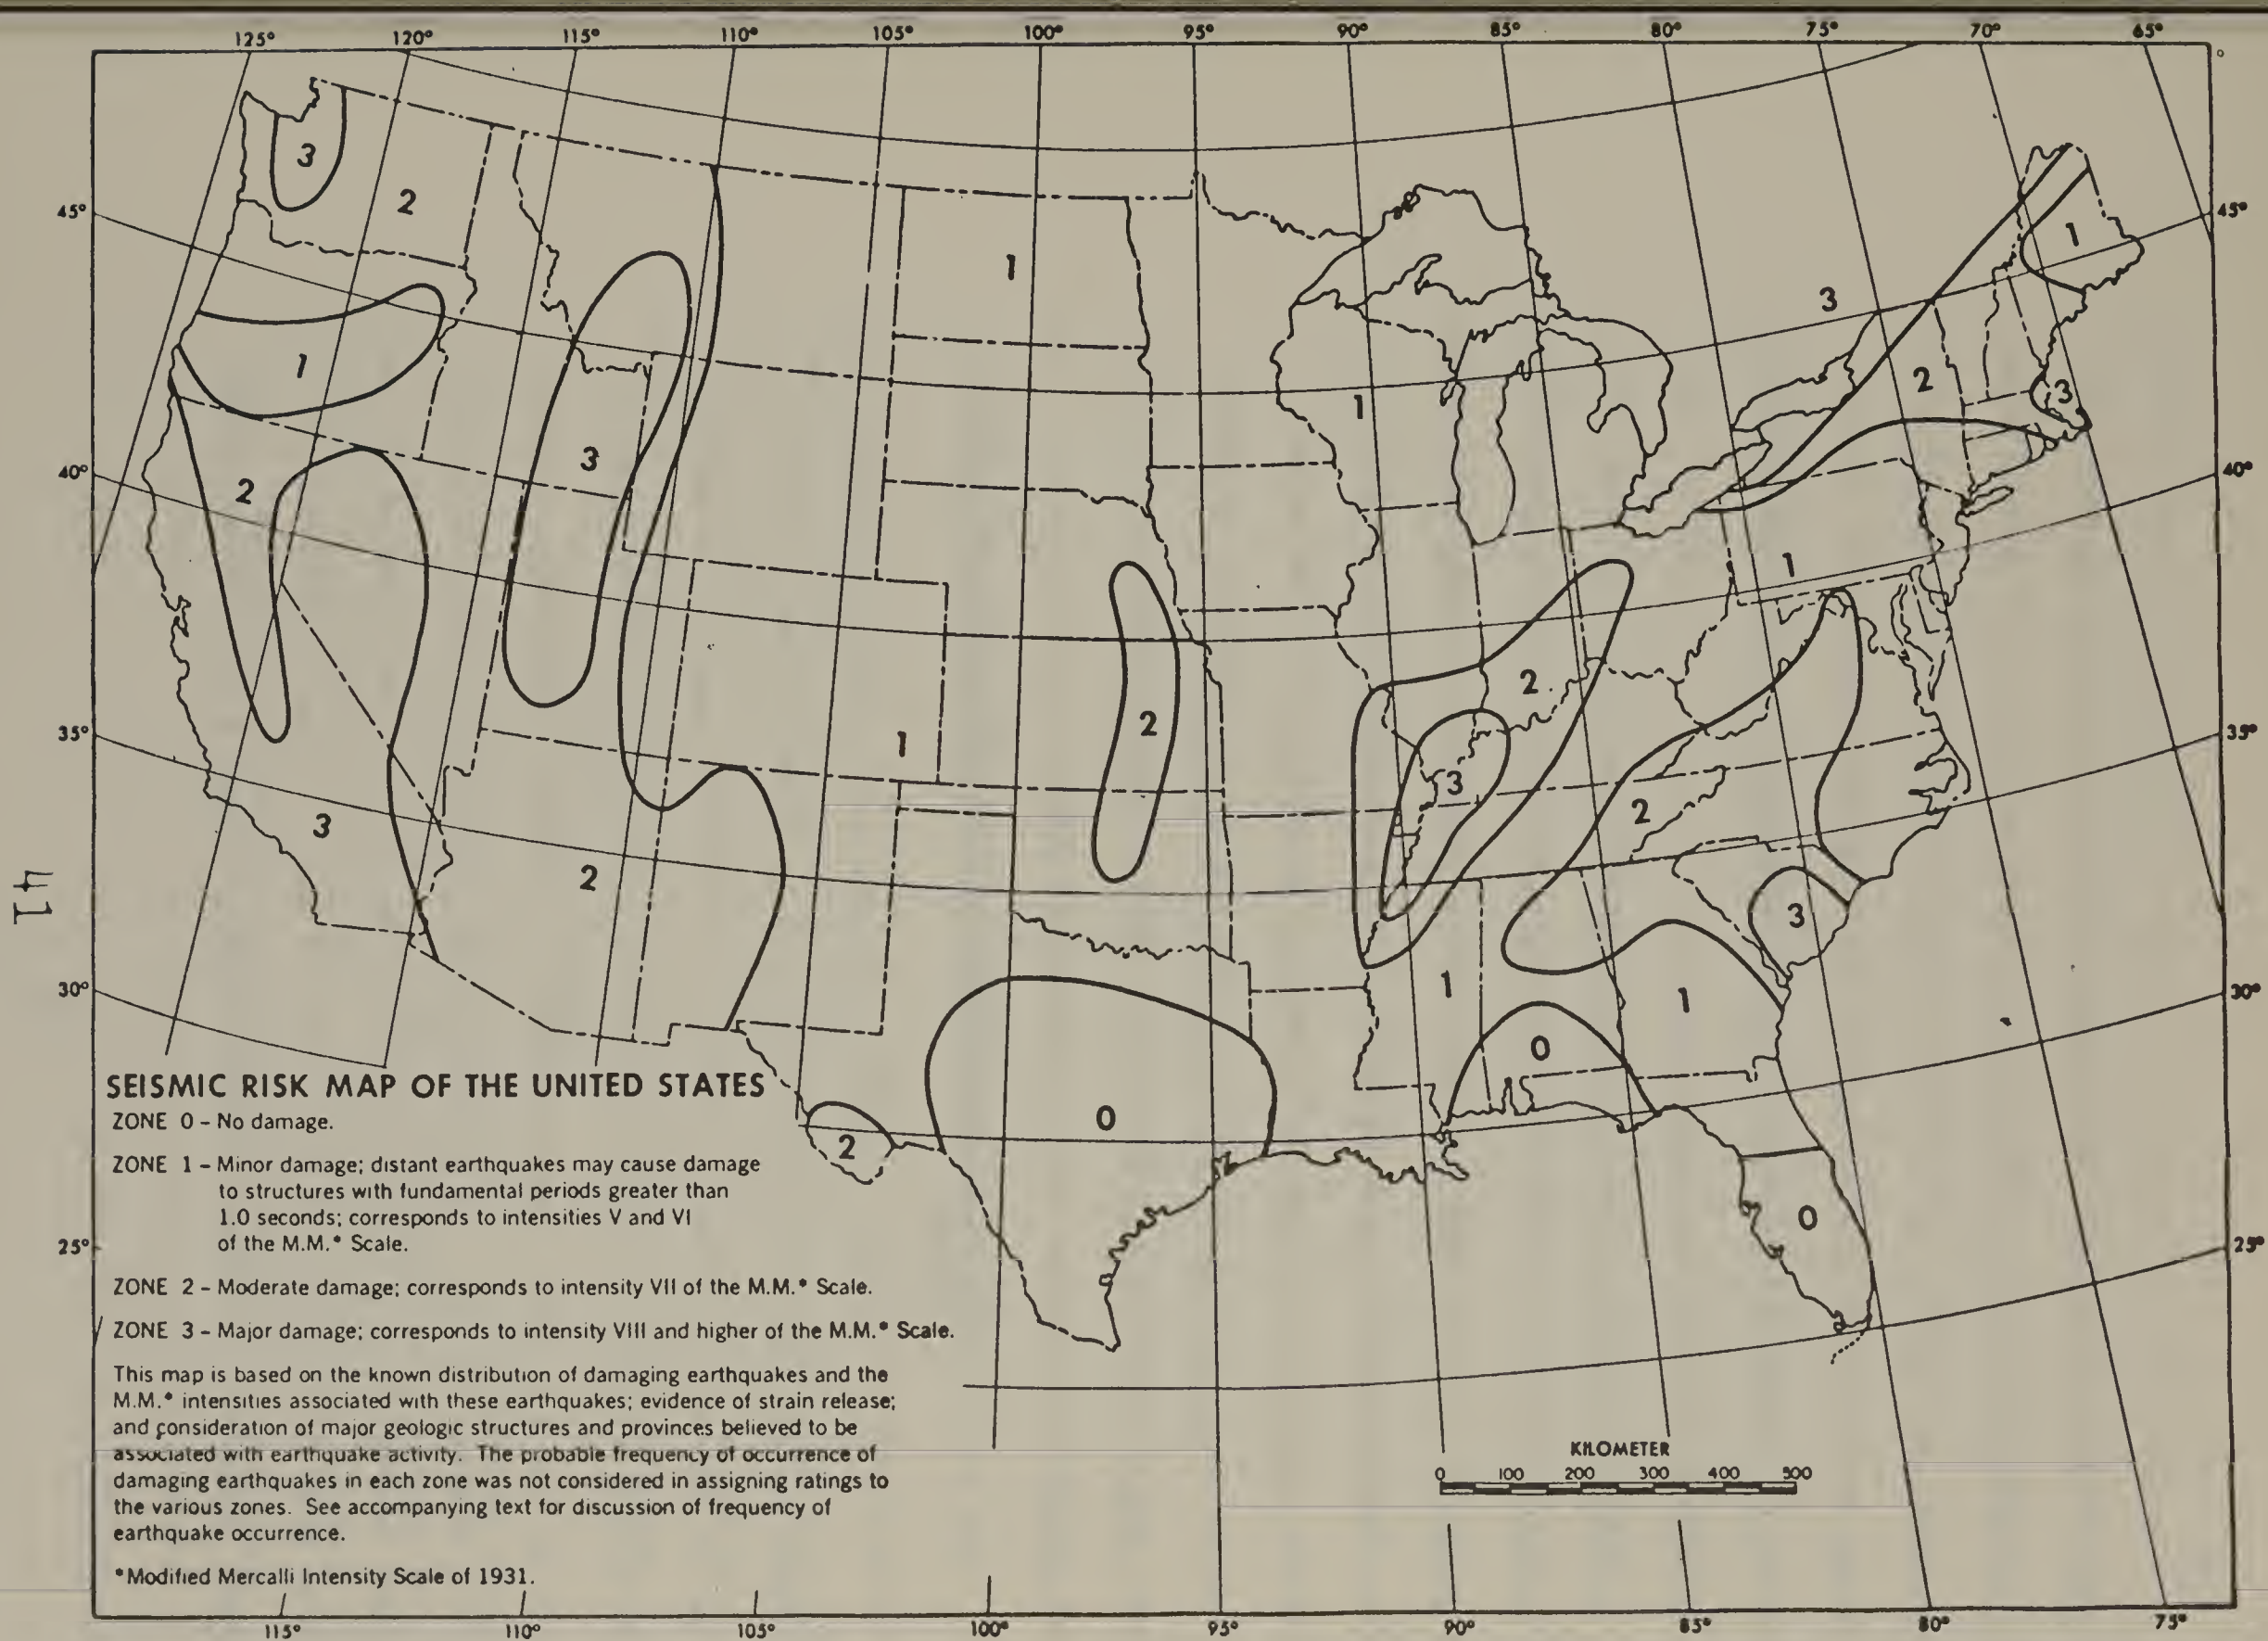 125° 120° 115° 110° 105° 100° 95° 90° 85° 80° 75° 70° 65°
3
2
45° 45°
1
1
1
3
2
3
1
1
3
40° 40°
2
1
2
2
1
35° 35°
3
2
3
2
41
2
3
1
1
30° 30°
0
0
2
0
25° 25°
SEISMIC RISK MAP OF THE UNITED STATES
ZONE 0 – No damage.
ZONE 1 – Minor damage; distant earthquakes may cause damage
to structures with fundamental periods greater than
1.0 seconds; corresponds to intensities V and VI
of the M.M.* Scale.
ZONE 2 – Moderate damage; corresponds to intensity VII of the M.M.* Scale.
ZONE 3 – Major damage; corresponds to intensity VIII and higher of the M.M.* Scale.
This map is based on the known distribution of damaging earthquakes and the
M.M.* intensities associated with these earthquakes; evidence of strain release;
and consideration of major geologic structures and provinces believed to be
associated with earthquake activity. The probable frequency of occurrence of
damaging earthquakes in each zone was not considered in assigning ratings to
the various zones. See accompanying text for discussion of frequency of
earthquake occurrence.
*Modified Mercalli Intensity Scale of 1931.
KILOMETER
0 100 200 300 400 500
115° 110° 105° 100° 95° 90° 85° 80° 75°